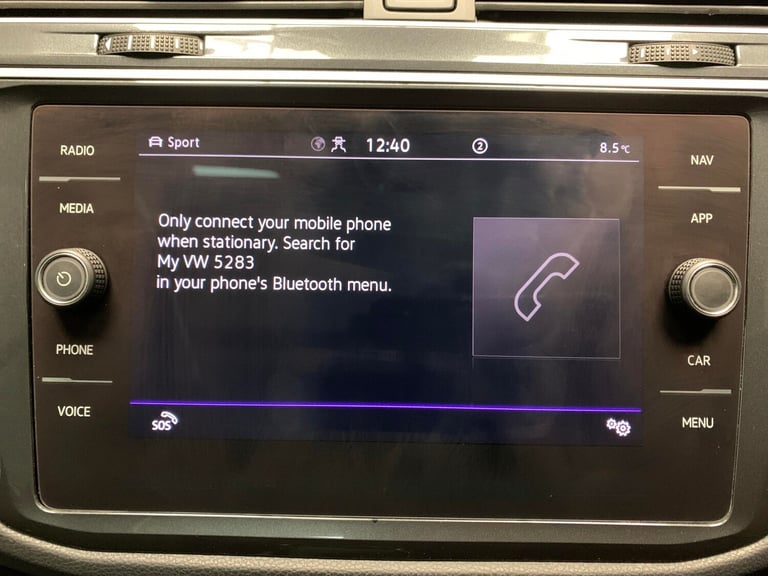 Sport
12:40
2
8.5°C
RADIO
MEDIA
PHONE
VOICE
Only connect your mobile phone
when stationary. Search for
My VW 5283
in your phone's Bluetooth menu.
SOS
NAV
APP
CAR
MENU